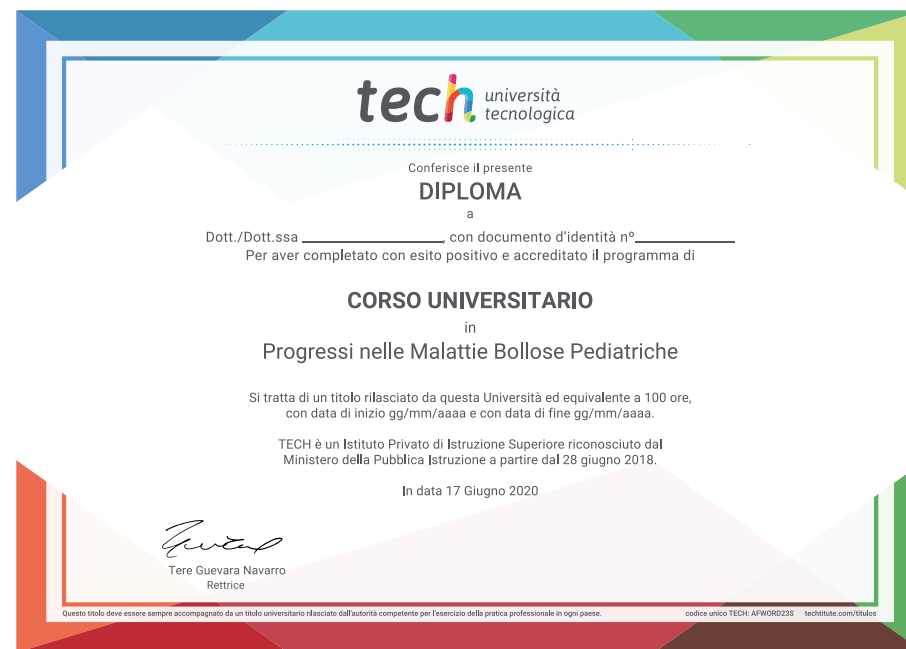 tech università
tecnologica
Conferisce il presente
DIPLOMA
a
Dott./Dott.ssa ____________________, con documento d'identità nº______________
Per aver completato con esito positivo e accreditato il programma di
CORSO UNIVERSITARIO
in
Progressi nelle Malattie Bollose Pediatriche
Si tratta di un titolo rilasciato da questa Università ed equivalente a 100 ore,
con data di inizio gg/mm/aaaa e con data di fine gg/mm/aaaa.
TECH è un Istituto Privato di Istruzione Superiore riconosciuto dal
Ministero della Pubblica Istruzione a partire dal 28 giugno 2018.
In data 17 Giugno 2020
Tere Guevara Navarro
Rettrice
Questo titolo deve essere sempre accompagnato da un titolo universitario rilasciato dall'autorità competente per l'esercizio della pratica professionale in ogni paese. codice unico TECH: AFWORD23S techtitute.com/titulos